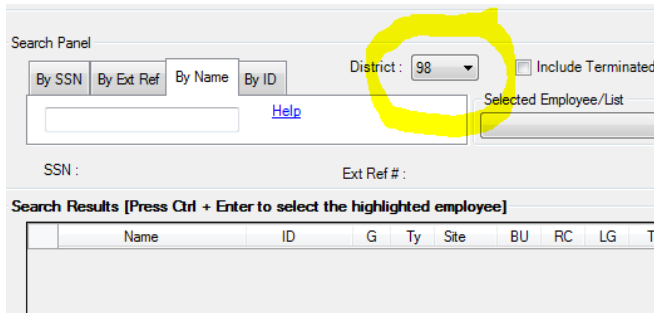 Search Panel
District : 98 Include Terminated
By SSN By Ext Ref By Name By ID
Help
Selected Employee/List
SSN : Ext Ref # :
Search Results [Press Ctrl + Enter to select the highlighted employee]
Name ID G Ty Site BU RC LG T